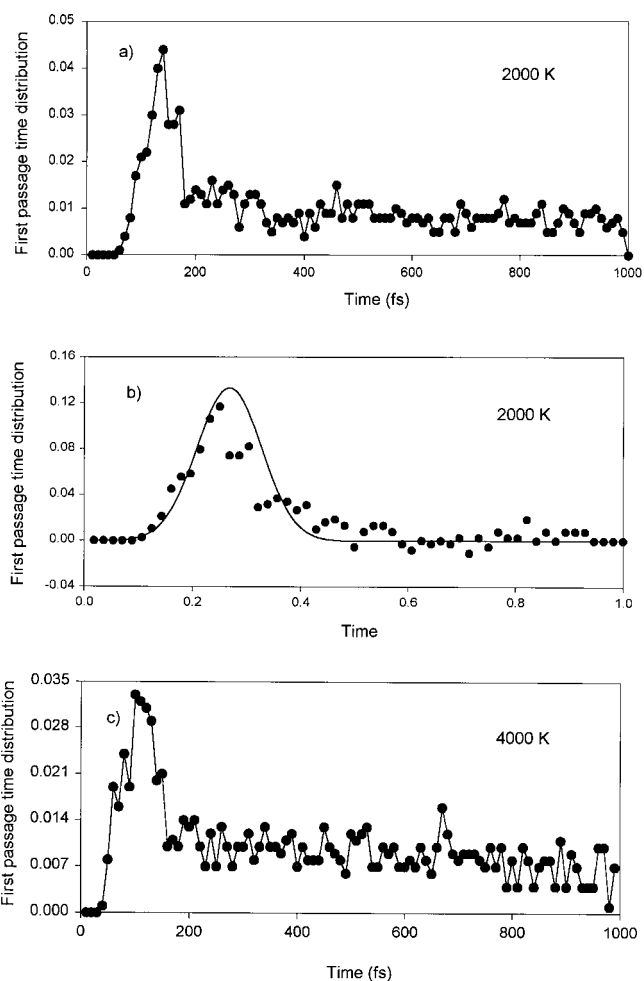 0.05
a)
2000 K
0.04
0.03
0.02
0.01
0.00
First passage time distribution
0 200 400 600 800 1000
Time (fs)
0.16
b)
2000 K
0.12
0.08
0.04
0.00
-0.04
First passage time distribution
0.0 0.2 0.4 0.6 0.8 1.0
Time
0.035
c)
4000 K
0.028
0.021
0.014
0.007
0.000
First passage time distribution
0 200 400 600 800 1000
Time (fs)